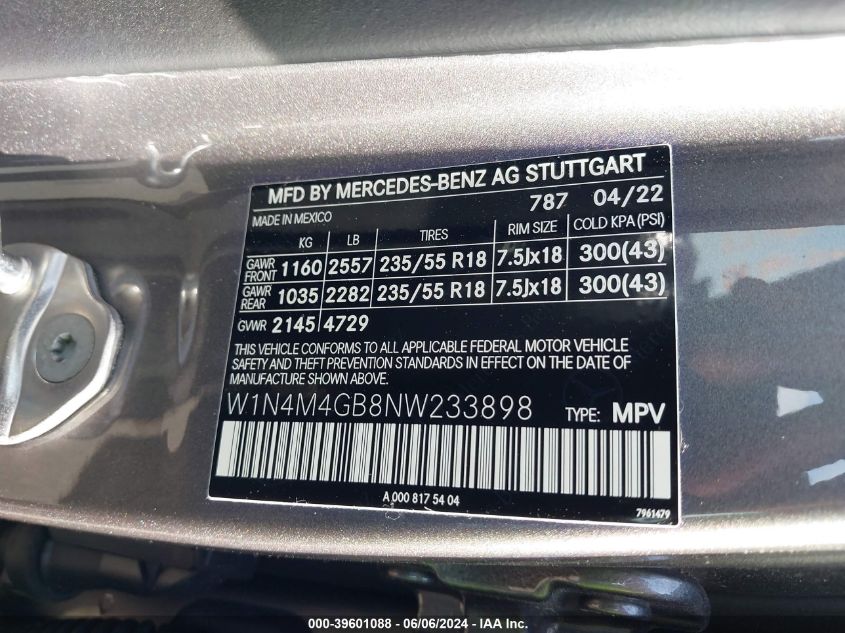 MFD BY MERCEDES-BENZ AG STUTTGART
MADE IN MEXICO 787 04/22
KG LB TIRES RIM SIZE COLD KPA (PSI)
GAWR FRONT 1160 2557 235/55 R18 7.5Jx18 300(43)
GAWR REAR 1035 2282 235/55 R18 7.5Jx18 300(43)
GVWR 2145 4729
THIS VEHICLE CONFORMS TO ALL APPLICABLE FEDERAL MOTOR VEHICLE
SAFETY AND THEFT PREVENTION STANDARDS IN EFFECT ON THE DATE OF
MANUFACTURE SHOWN ABOVE.
W1N4M4GB8NW233898 TYPE: MPV
A 000 817 54 04
7961479
000-39601088 - 06/06/2024 - IAA Inc.